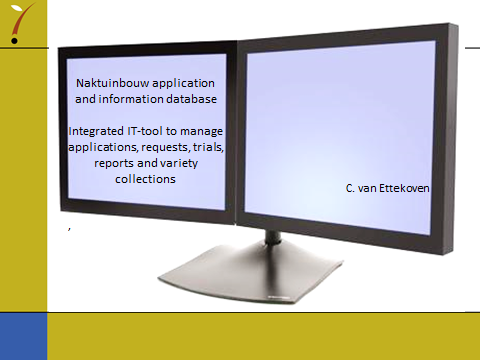 Naktuinbouw application
and information database
Integrated IT-tool to manage
applications, requests, trials,
reports and variety
collections
C. van Ettekoven
,